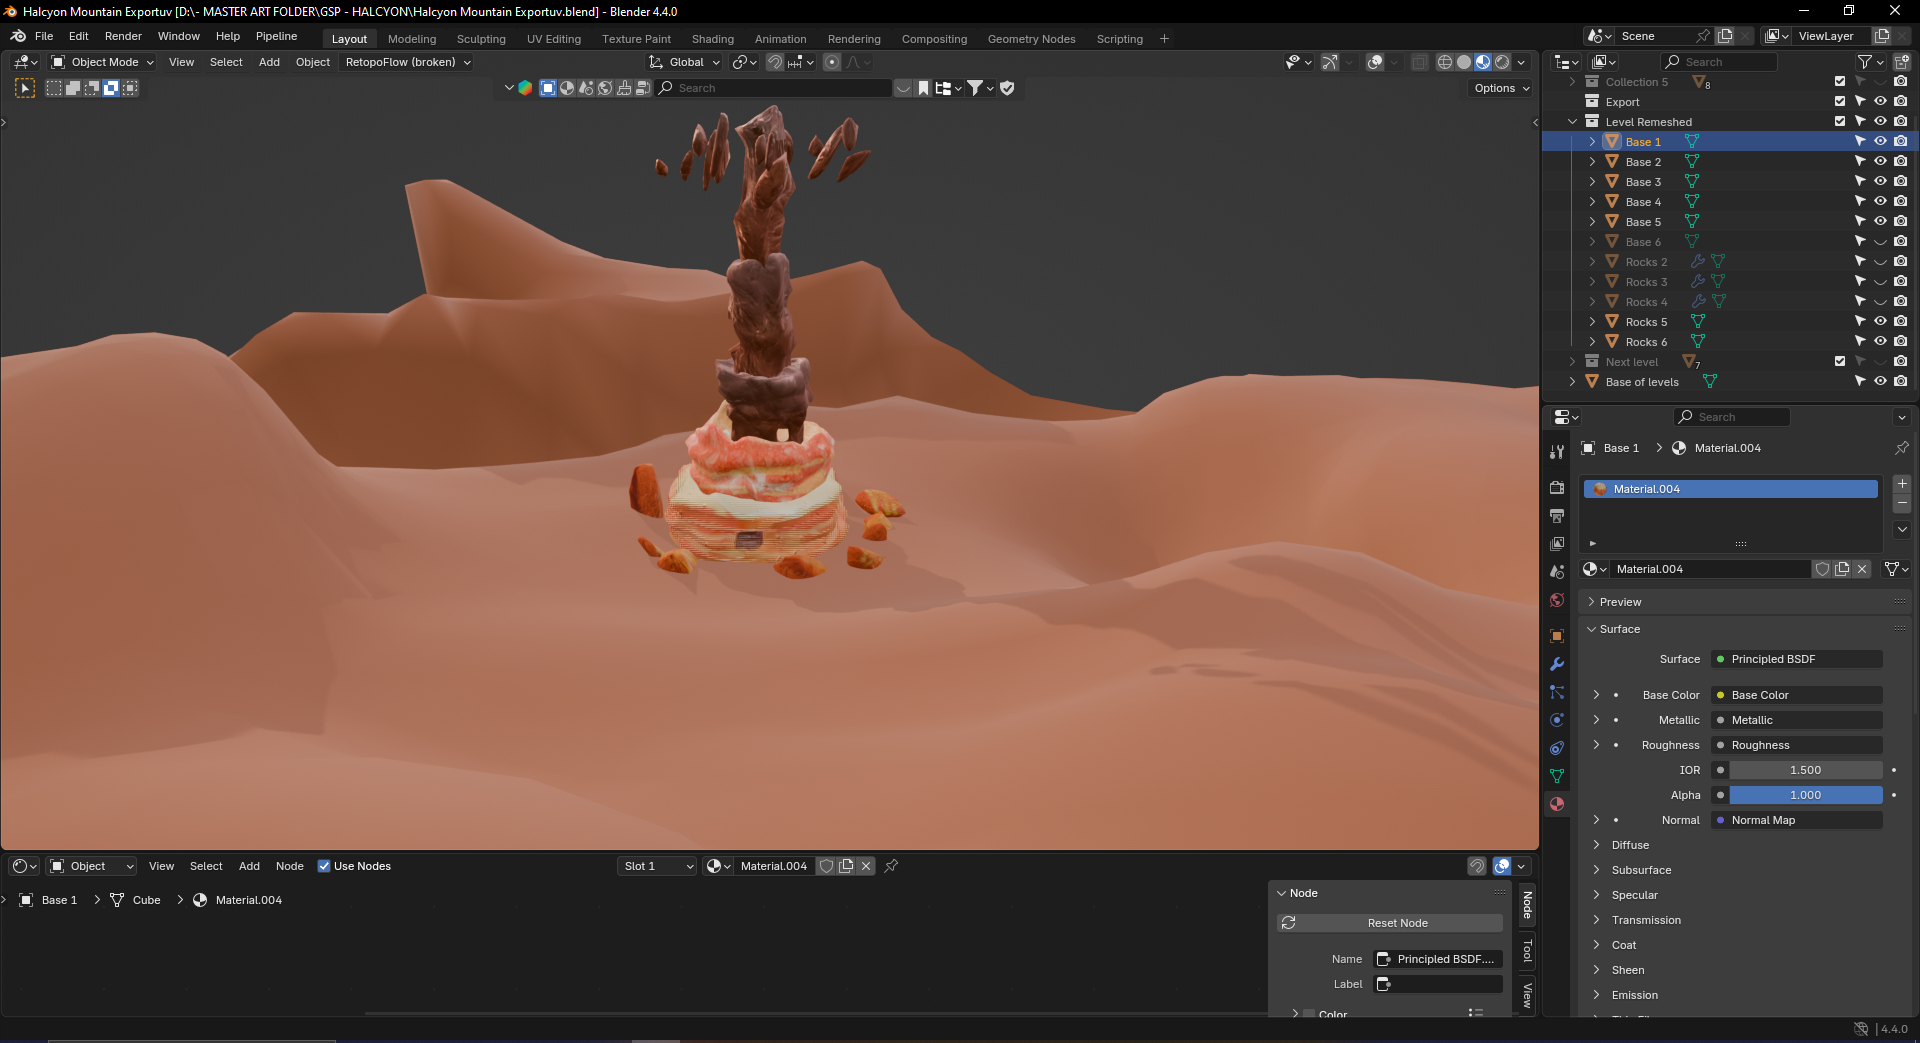 Halcyon Mountain Exportuv [D:\- MASTER ART FOLDER\GSP - HALCYON\Halcyon Mountain Exportuv.blend] - Blender 4.4.0
File Edit Render Window Help Pipeline Layout Modeling Sculpting UV Editing Texture Paint Shading Animation Rendering Compositing Geometry Nodes Scripting + Scene ViewLayer
Object Mode View Select Add Object RetopoFlow (broken) Global Search
Search Options
Collection 5 8
Export
Level Remeshed
Base 1
Base 2
Base 3
Base 4
Base 5
Base 6
Rocks 2
Rocks 3
Rocks 4
Rocks 5
Rocks 6
Next level 7
Base of levels
Search
Base 1 > Material.004
Material.004
Material.004
Preview
Surface
Surface Principled BSDF
Base Color Base Color
Metallic Metallic
Roughness Roughness
IOR 1.500
Alpha 1.000
Normal Normal Map
Diffuse
Subsurface
Specular
Transmission
Coat
Sheen
Emission
Object View Select Add Node Use Nodes Slot 1 Material.004
Base 1 > Cube > Material.004
Node
Reset Node
Name Principled BSDF....
Label
Color
Node
Tool
View
4.4.0